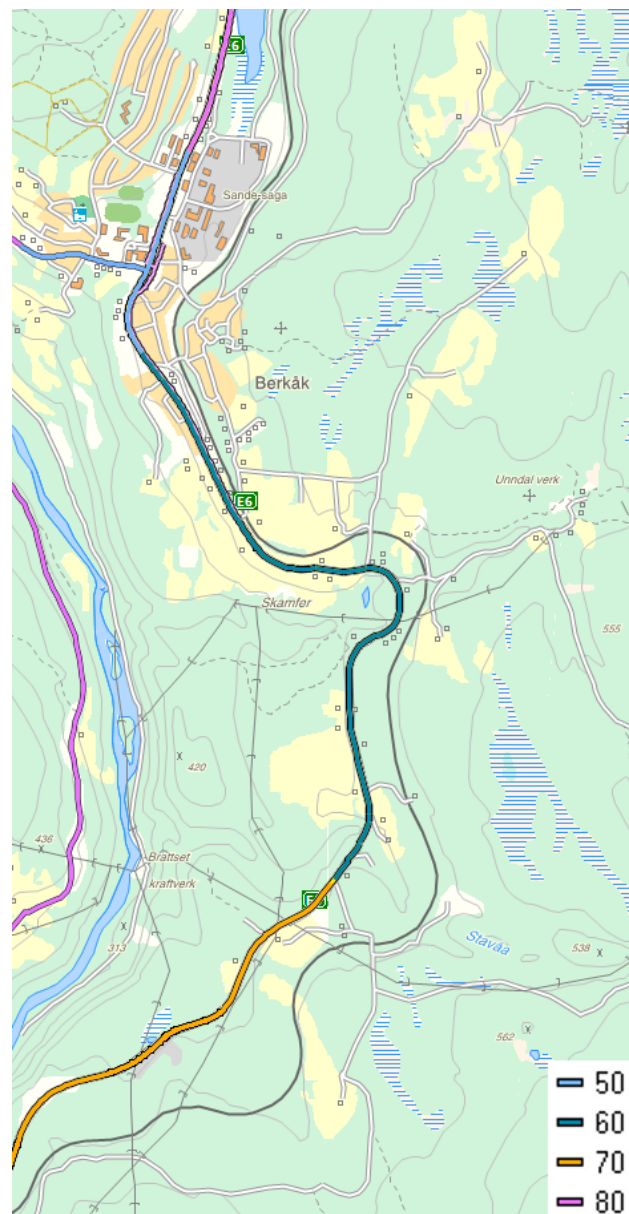 E6
Sande-saga
Berkåk
Unndal verk
E6
Skamfer
555
420
436
Brattset
kraftverk
E6
313
Stavåa
538
562
50
60
70
80